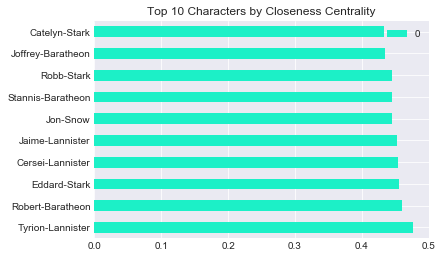 Top 10 Characters by Closeness Centrality
Catelyn-Stark
0
Joffrey-Baratheon
Robb-Stark
Stannis-Baratheon
Jon-Snow
Jaime-Lannister
Cersei-Lannister
Eddard-Stark
Robert-Baratheon
Tyrion-Lannister
0.0 0.1 0.2 0.3 0.4 0.5